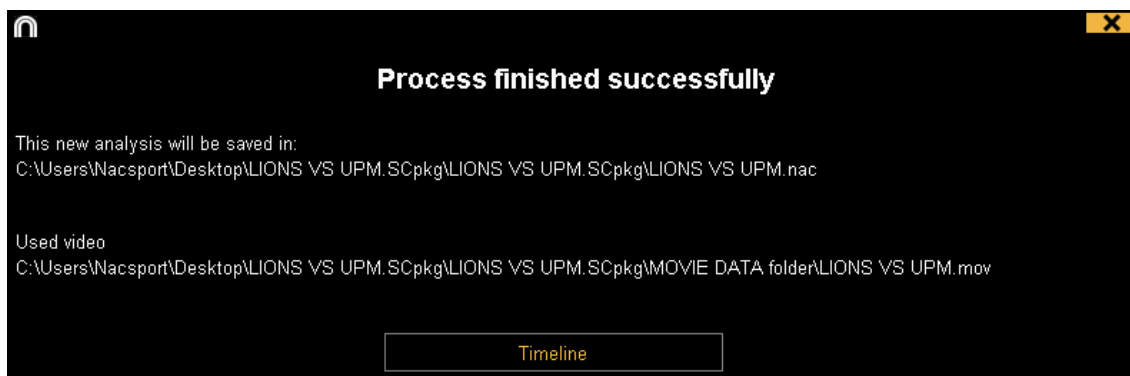 Process finished successfully
This new analysis will be saved in:
C:\Users\Nacsport\Desktop\LIONS VS UPM.SCpkg\LIONS VS UPM.SCpkg\LIONS VS UPM.nac
Used video
C:\Users\Nacsport\Desktop\LIONS VS UPM.SCpkg\LIONS VS UPM.SCpkg\MOVIE DATA folder\LIONS VS UPM.mov
Timeline